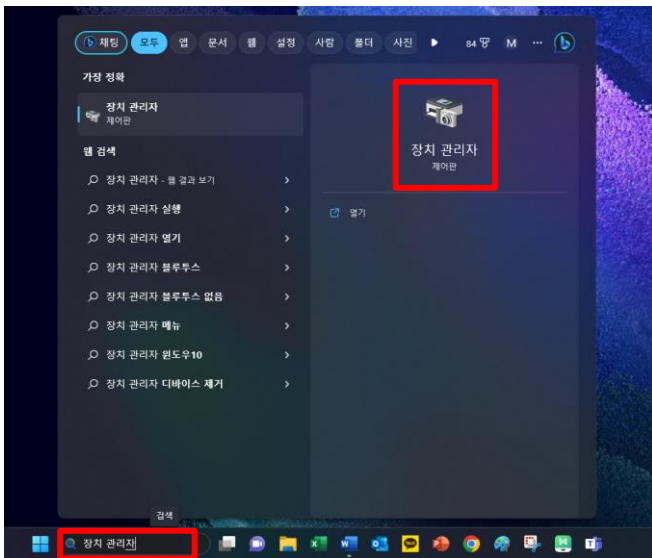 채팅 모두 앱 문서 웹 설정 사람 폴더 사진 84 M ...
가장 정확
장치 관리자
제어판
웹 검색
장치 관리자 - 웹 결과 보기
장치 관리자 실행
장치 관리자 열기
장치 관리자 블루투스
장치 관리자 블루투스 없음
장치 관리자 메뉴
장치 관리자 윈도우10
장치 관리자 디바이스 제거
장치 관리자
제어판
열기
검색
장치 관리자